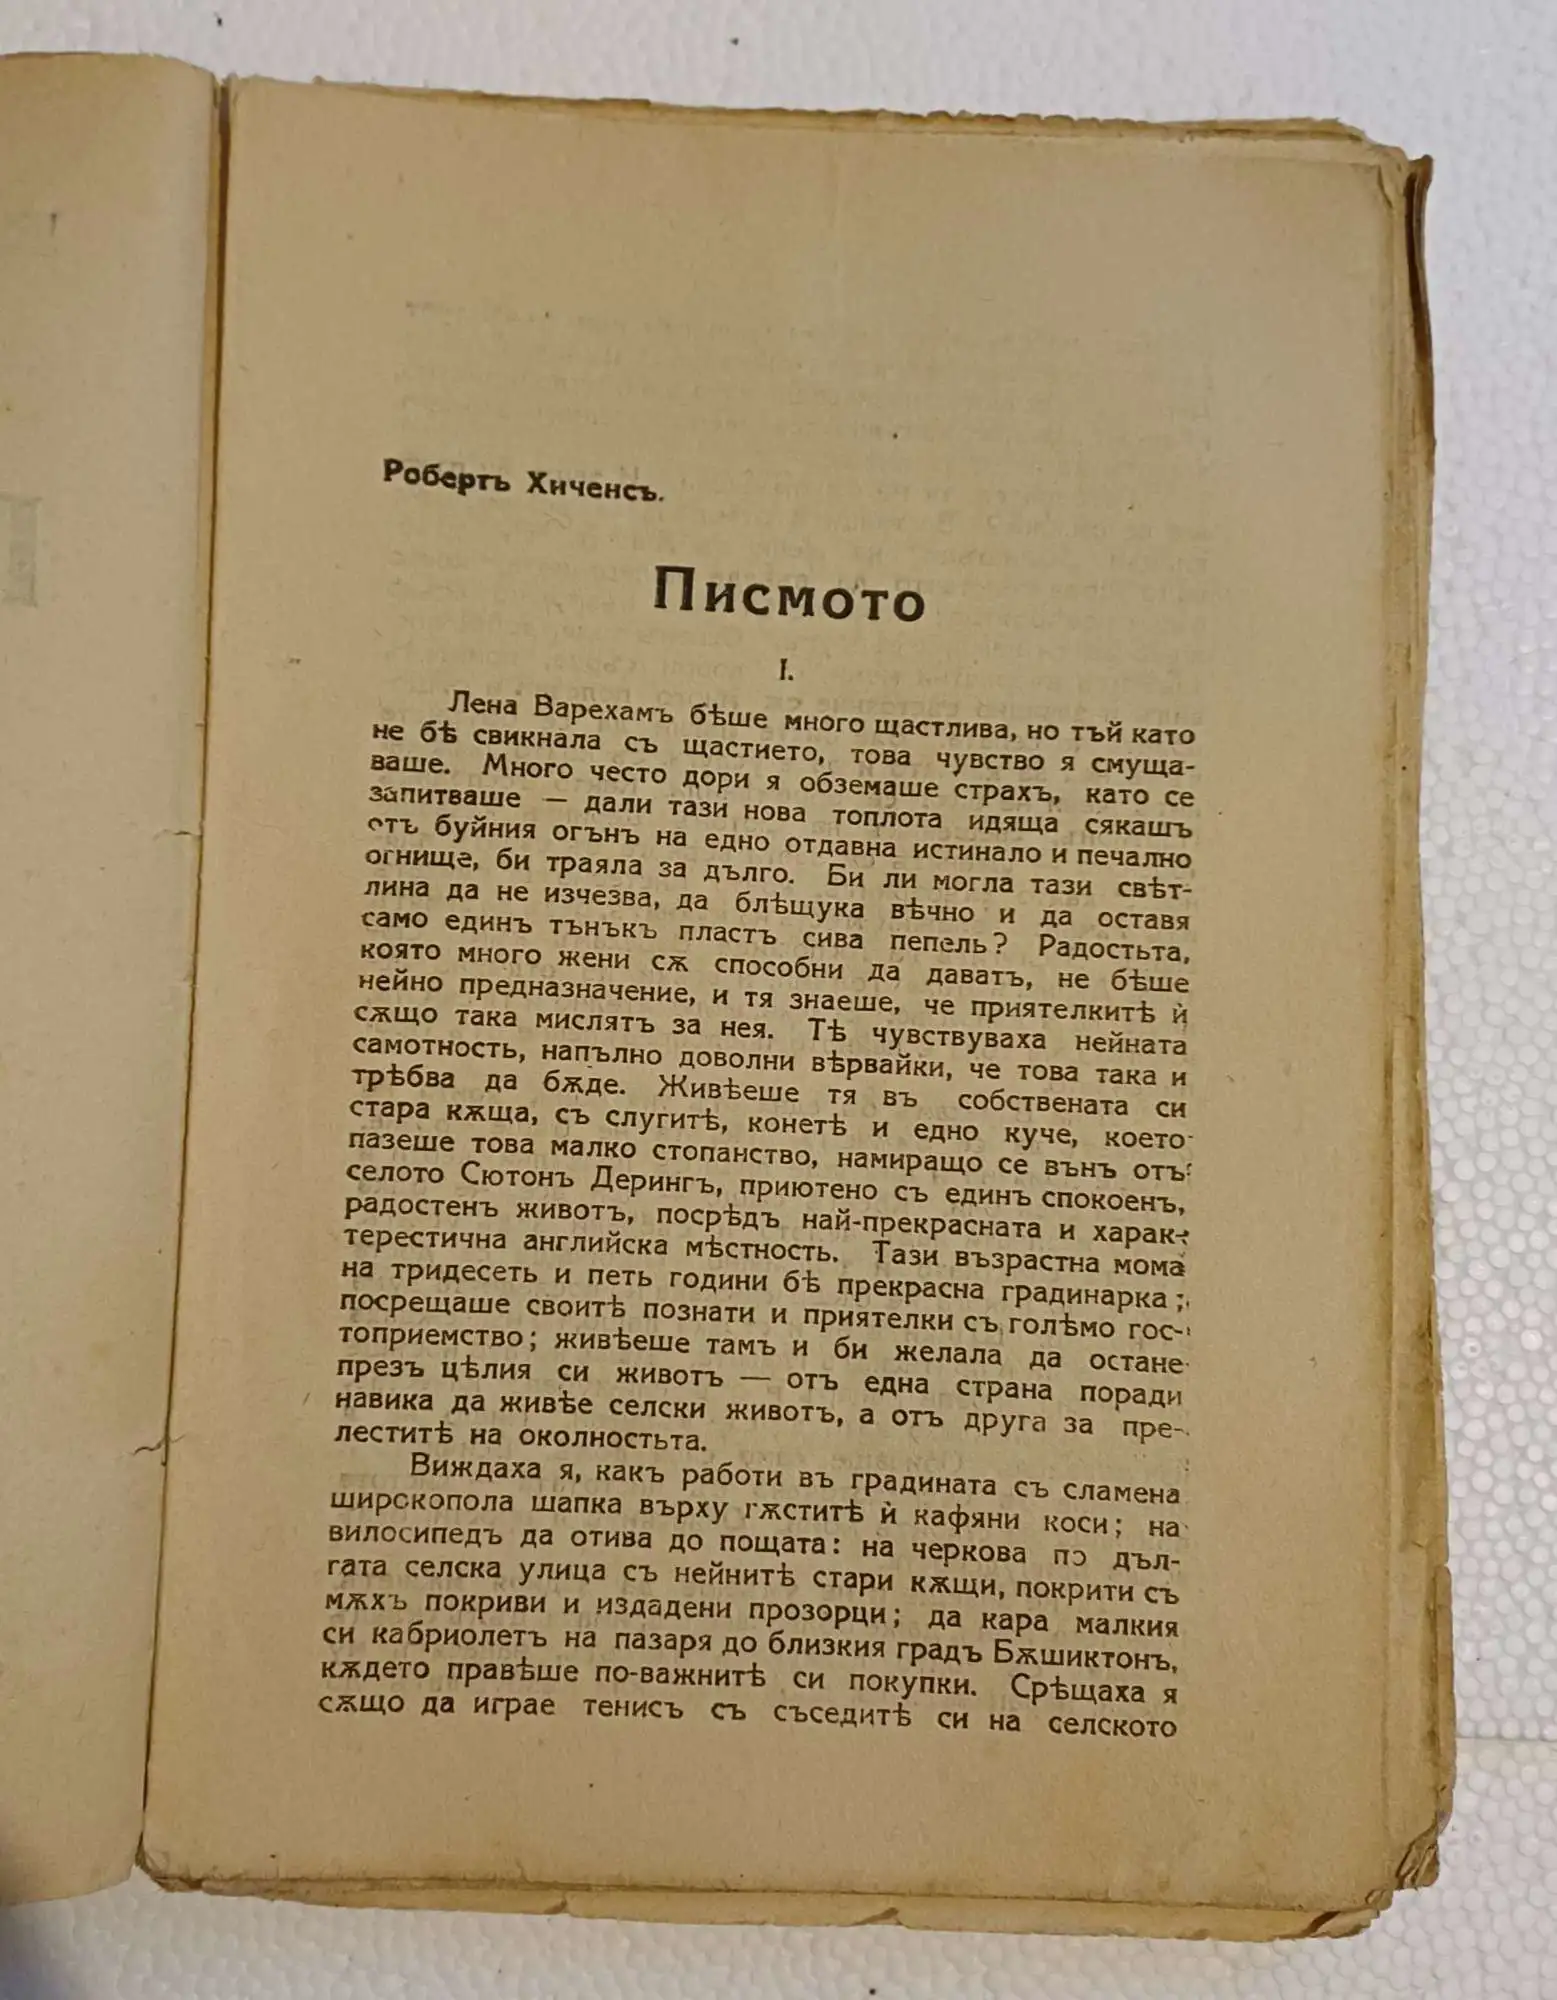 Робертъ Хиченсъ.
Писмото
I.
Лена Варехамъ бѣше много щастлива, но тъй като
не бѣ свикнала съ щастието, това чувство я смуща-
ваше. Много често дори я обземаше страхъ, като се
запитваше — дали тази нова топлота идяща сякашъ
отъ буйния огънъ на едно отдавна истинало и печално
огнище, би траяла за дълго. Би ли могла тази свѣт-
лина да не изчезва, да блѣщука вѣчно и да оставя
само единъ тънъкъ пластъ сива пепель? Радостьта,
която много жени сѫ способни да даватъ, не бѣше
нейно предназначение, и тя знаеше, че приятелкитѣ ѝ
сѫщо така мислятъ за нея. Тѣ чувствуваха нейната
самотность, напълно доволни вѣрвайки, че това така и
трѣбва да бѫде. Живѣеше тя въ собствената си
стара кѫща, съ слугитѣ, конетѣ и едно куче, което
пазеше това малко стопанство, намиращо се вънъ отъ
селото Сютонъ Дерингъ, приютено съ единъ спокоенъ,
радостенъ животъ, посрѣдъ най-прекрасната и харак-
терестична английска мѣстность. Тази възрастна мома
на тридесеть и петь години бѣ прекрасна градинарка;
посрещаше своитѣ познати и приятелки съ голѣмо гос-
топриемство; живѣеше тамъ и би желала да остане
презъ цѣлия си животъ — отъ една страна поради
навика да живѣе селски животъ, а отъ друга за пре-
леститѣ на околностьта.
Виждаха я, какъ работи въ градината съ сламена
широкопола шапка върху гѫститѣ ѝ кафяни коси; на
вилосипедъ да отива до пощата: на черкова по дъл-
гата селска улица съ нейнитѣ стари кѫщи, покрити съ
мѫхъ покриви и издадени прозорци; да кара малкия
си кабриолетъ на пазаря до близкия градъ Бѫшиктонъ,
кѫдето правѣше по-важнитѣ си покупки. Срѣщаха я
сѫщо да играе тенисъ съ съседитѣ си на селското